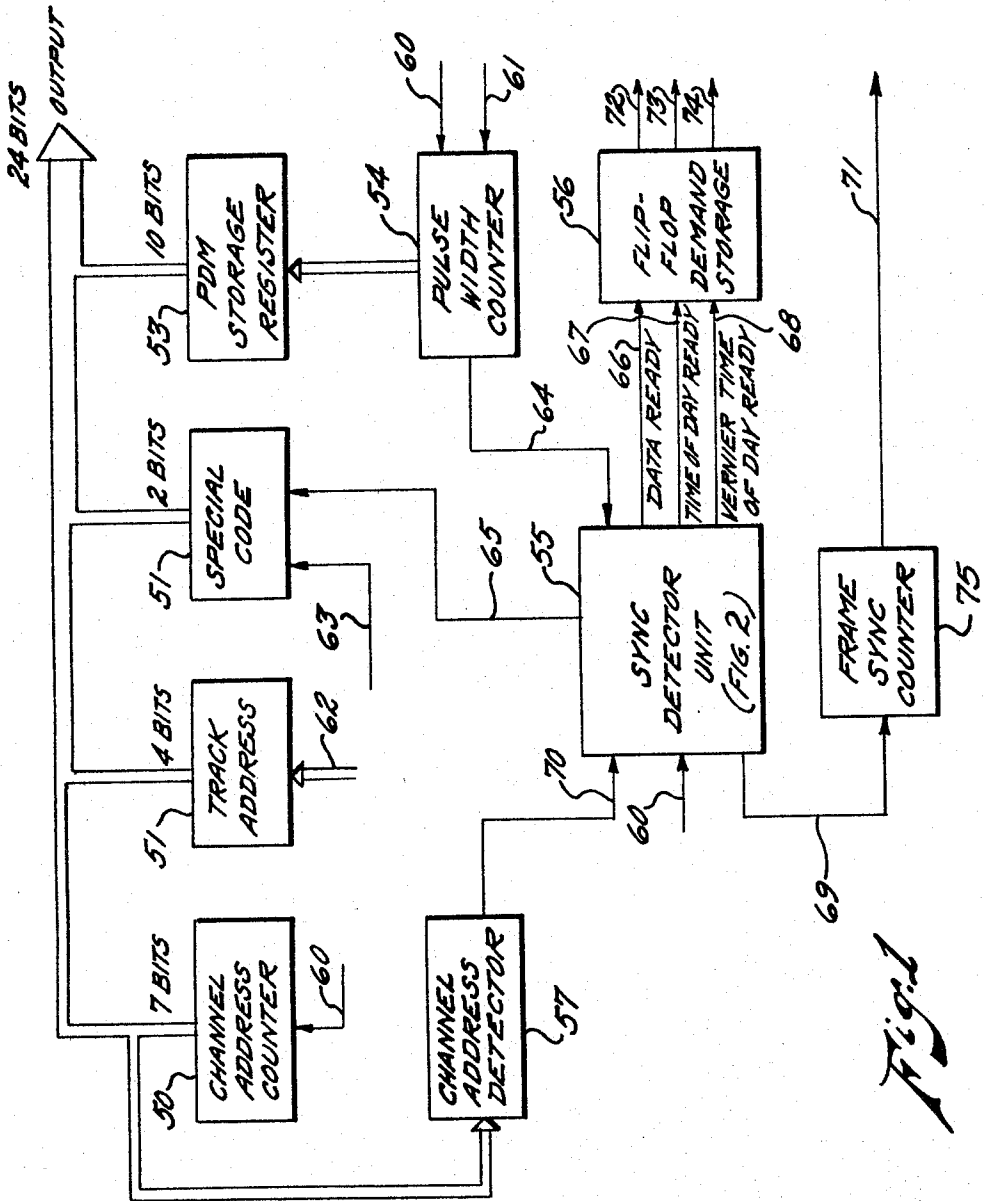 24 BITS
OUTPUT
7 BITS
4 BITS
2 BITS
10 BITS
50
CHANNEL
ADDRESS
COUNTER
60
51
TRACK
ADDRESS
62
51
SPECIAL
CODE
63
65
53
PDM
STORAGE
REGISTER
54
PULSE
WIDTH
COUNTER
60
61
64
CHANNEL
ADDRESS
DETECTOR
57
70
60
55
SYNC
DETECTOR
UNIT
(FIG. 2)
66
67
DATA READY
TIME OF DAY READY
VERNIER TIME
OF DAY READY
68
56
FLIP-
FLOP
DEMAND
STORAGE
72
73
74
69
FRAME
SYNC
COUNTER
75
71
Fig.1